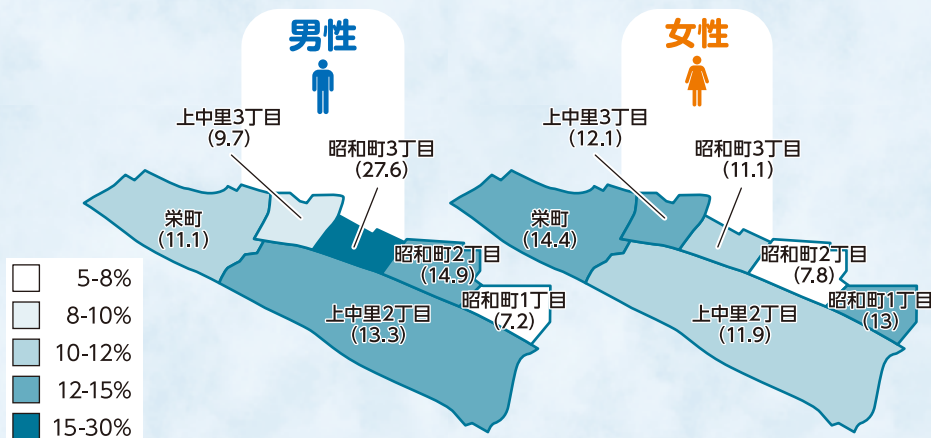 男性
上中里3丁目
(9.7)
昭和町3丁目
(27.6)
栄町
(11.1)
昭和町2丁目
(14.9)
昭和町1丁目
(7.2)
上中里2丁目
(13.3)
女性
上中里3丁目
(12.1)
昭和町3丁目
(11.1)
栄町
(14.4)
昭和町2丁目
(7.8)
昭和町1丁目
(13)
上中里2丁目
(11.9)
5-8%
8-10%
10-12%
12-15%
15-30%